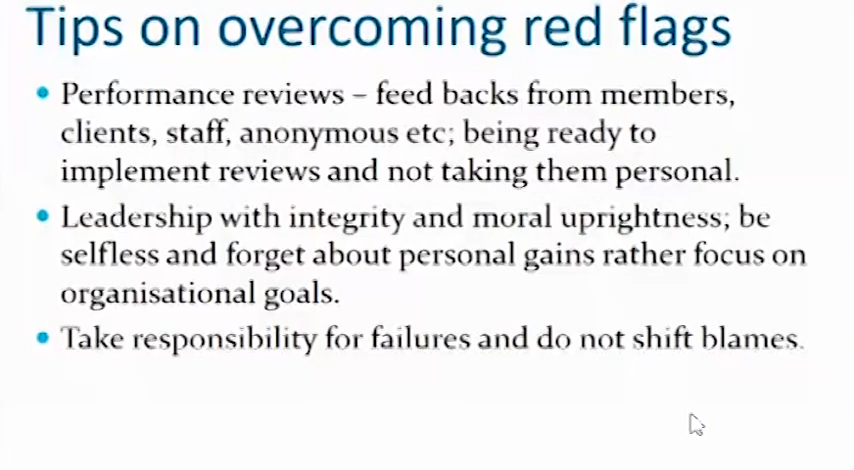 Tips on overcoming red flags
• Performance reviews – feed backs from members,
clients, staff, anonymous etc; being ready to
implement reviews and not taking them personal.
• Leadership with integrity and moral uprightness; be
selfless and forget about personal gains rather focus on
organisational goals.
• Take responsibility for failures and do not shift blames.